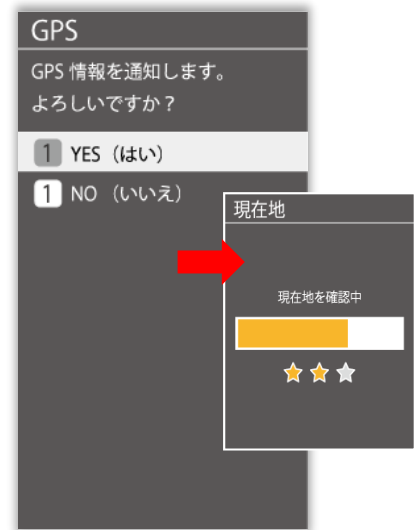 GPS
GPS 情報を通知します。
よろしいですか？
1 YES（はい）
1 NO （いいえ）
現在地
現在地を確認中